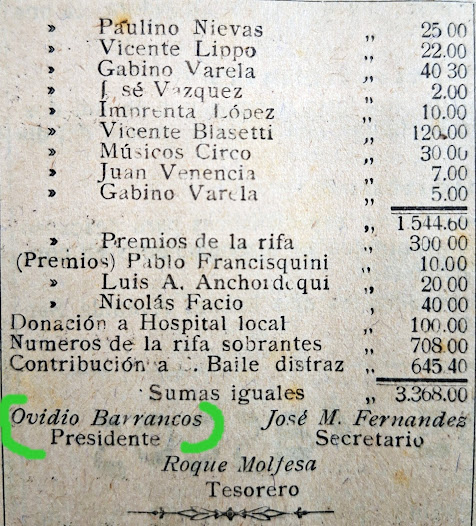 » Paulino Nievas „ 25.00
» Vicente Lippo „ 22.00
» Gabino Varela „ 40 30
» José Vazquez „ 2.00
» Imprenta López „ 10.00
» Vicente Blasetti „ 120.00
» Músicos Circo „ 30.00
» Juan Venencia „ 7.00
» Gabino Varela „ 5.00
„ 1.544.60
» Premios de la rifa „ 300 00
(Premios) Pablo Francisquini „ 10.00
» Luis A. Anchordoqui „ 20.00
» Nicolás Facio „ 40.00
Donación a Hospital local „ 100.00
Numeros de la rifa sobrantes „ 708.00
Contribución a Baile disfraz „ 645.40
Sumas iguales „ 3.368.00
Ovidio Barrancos José M. Fernandez
Presidente Secretario
Roque Molfesa
Tesorero